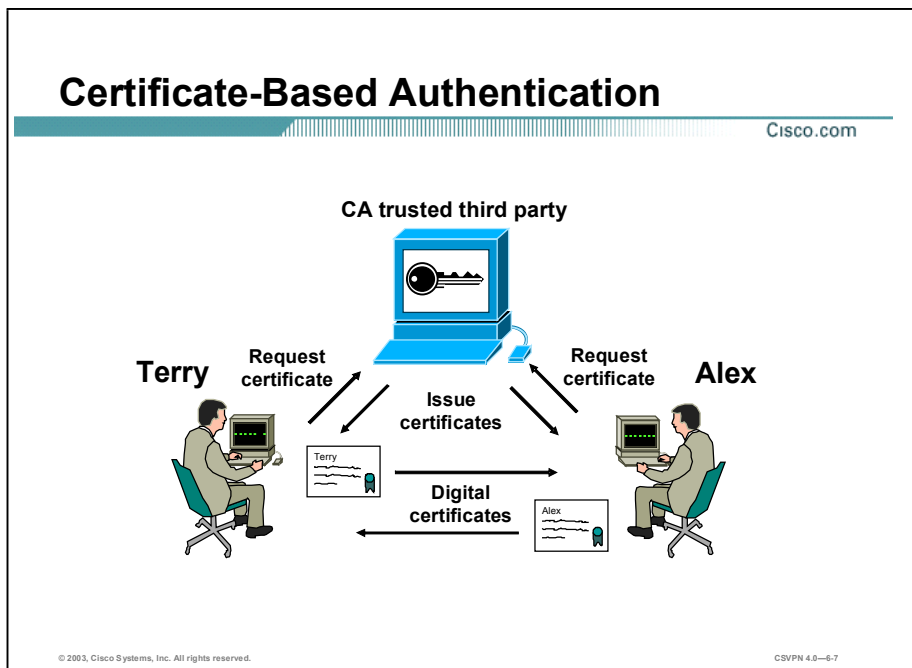 Certificate-Based Authentication
Cisco.com
CA trusted third party
Terry
Request
certificate
Request
certificate
Alex
Issue
certificates
Terry
Digital
certificates
Alex
© 2003, Cisco Systems, Inc. All rights reserved.
CSVPN 4.0—6-7